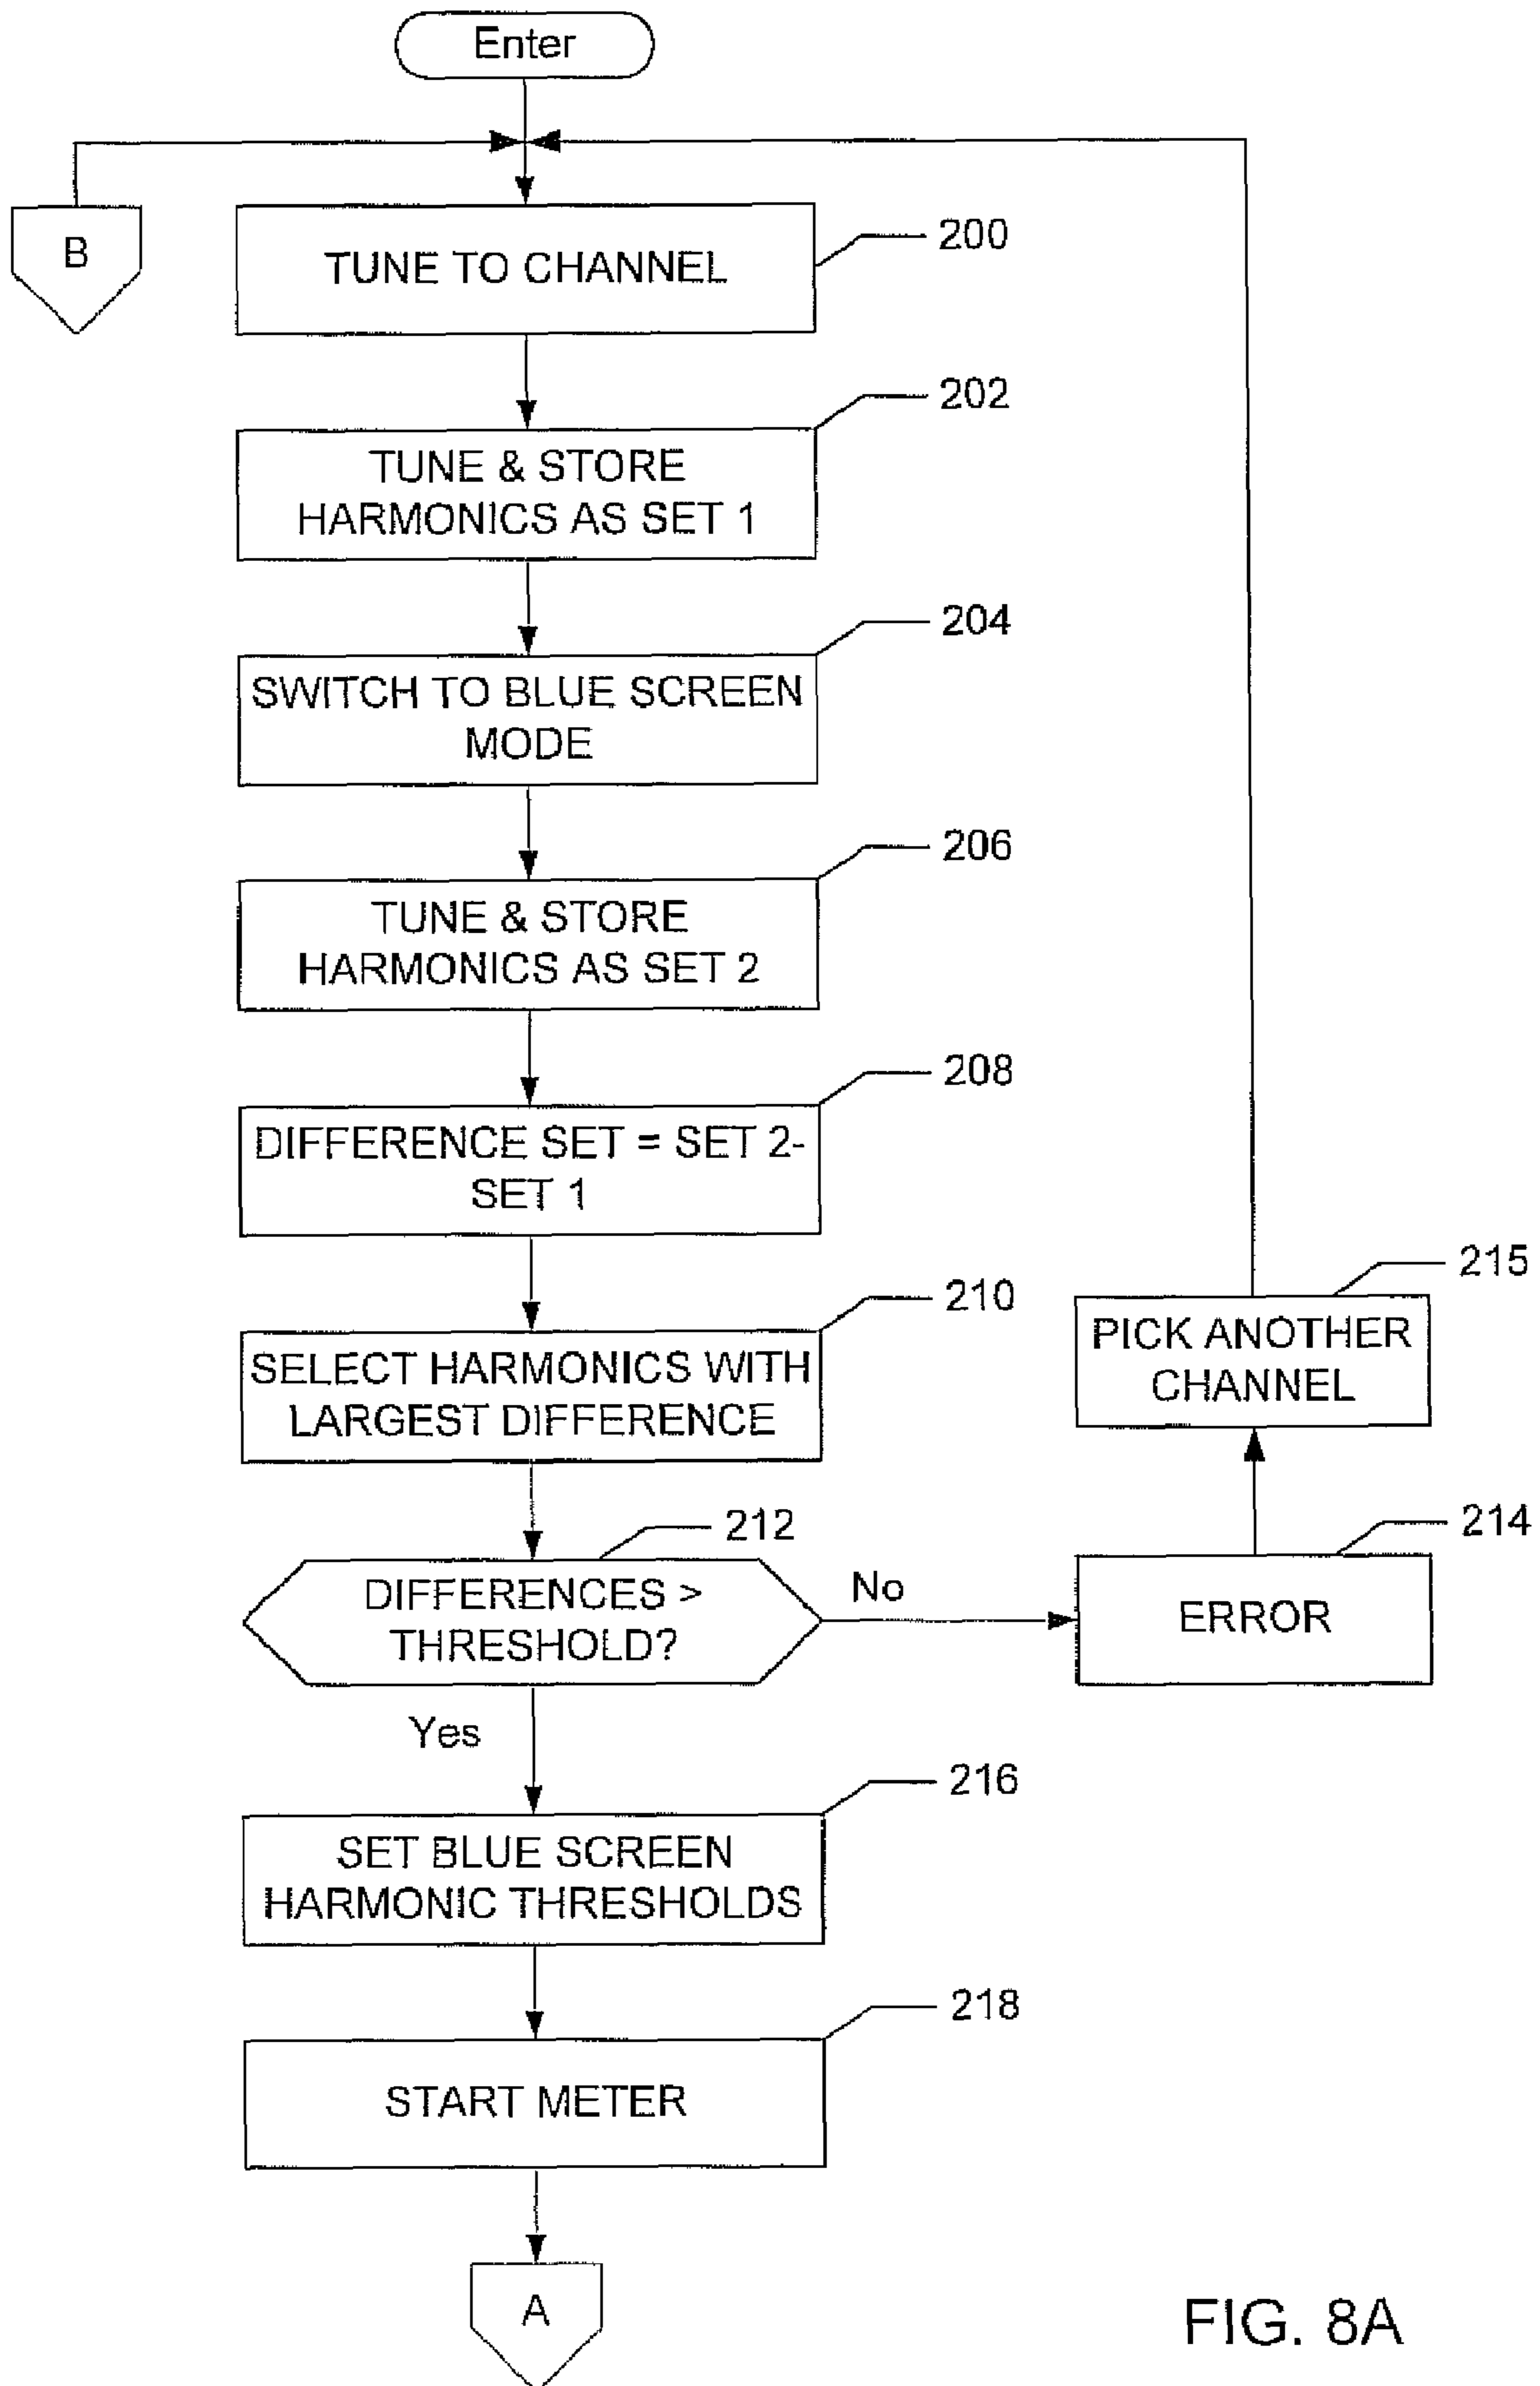 Enter
B
TUNE TO CHANNEL
200
202
TUNE & STORE
HARMONICS AS SET 1
204
SWITCH TO BLUE SCREEN
MODE
206
TUNE & STORE
HARMONICS AS SET 2
208
DIFFERENCE SET = SET 2-
SET 1
210
SELECT HARMONICS WITH
LARGEST DIFFERENCE
215
PICK ANOTHER
CHANNEL
212
DIFFERENCES >
THRESHOLD?
No
214
ERROR
Yes
216
SET BLUE SCREEN
HARMONIC THRESHOLDS
218
START METER
A
FIG. 8A